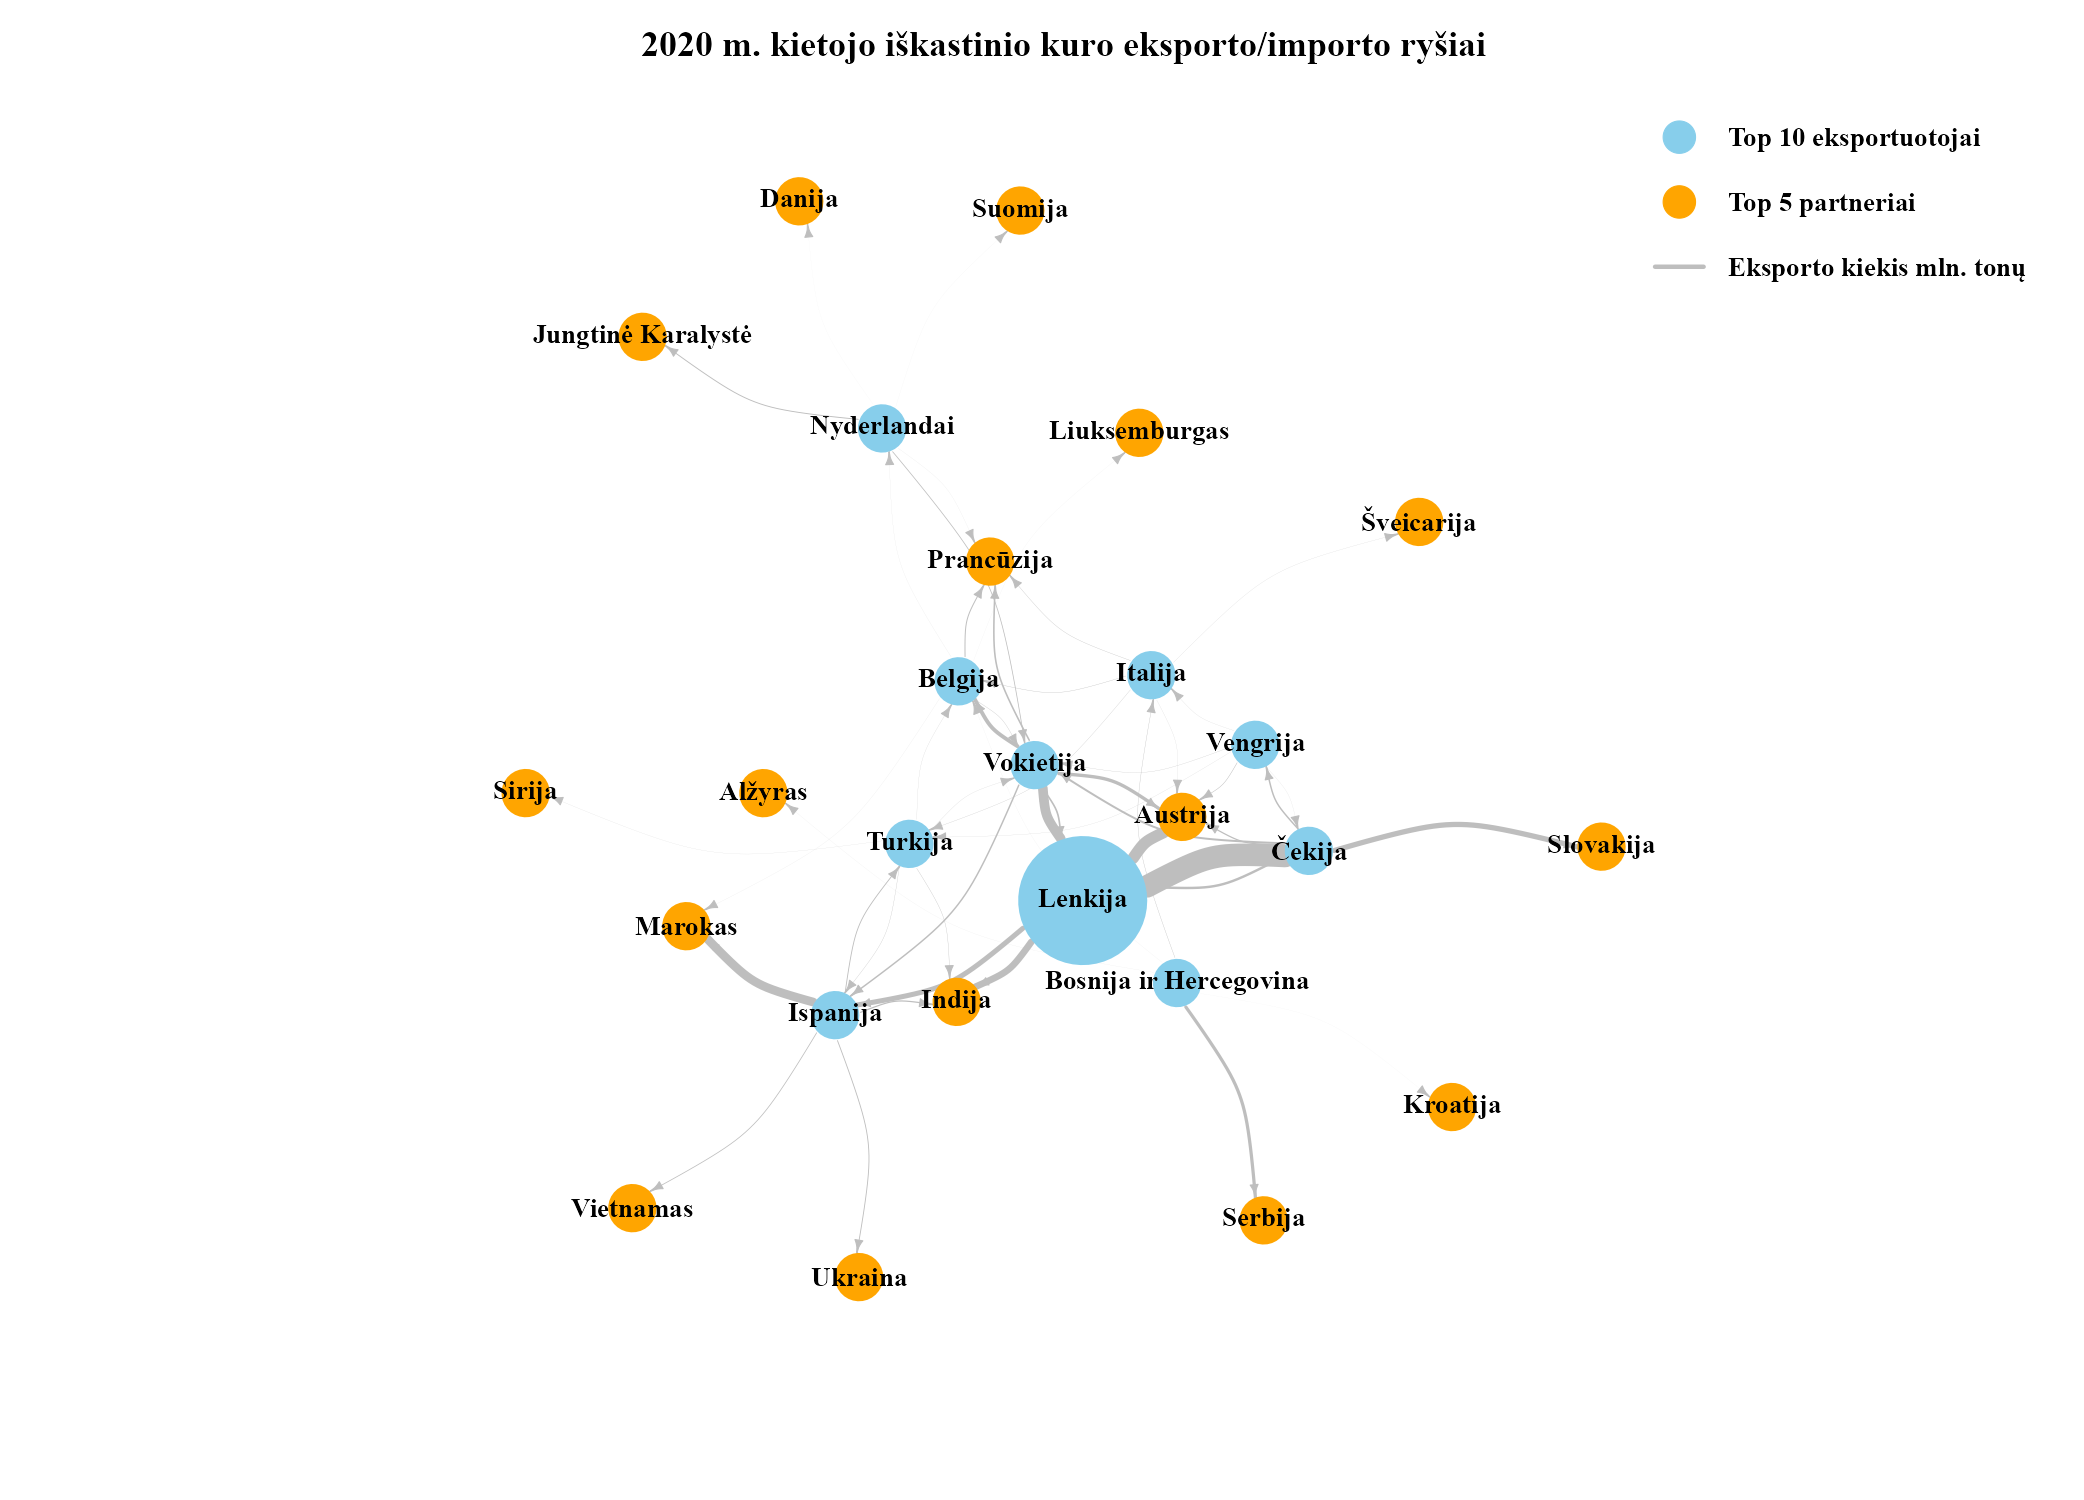 2020 m. kietojo iškastinio kuro eksporto/importo ryšiai
Top 10 eksportuotojai
Top 5 partneriai
Eksporto kiekis mln. tonų
Danija
Suomija
Jungtinė Karalystė
Nyderlandai
Liuksemburgas
Šveicarija
Prancūzija
Belgija
Italija
Vengrija
Vokietija
Sirija
Alžyras
Austrija
Turkija
Čekija
Slovakija
Lenkija
Marokas
Bosnija ir Hercegovina
Indija
Ispanija
Kroatija
Vietnamas
Serbija
Ukraina